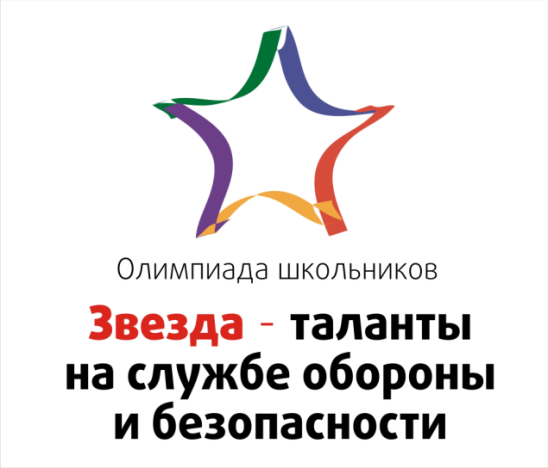 Олимпиада школьников
Звезда - таланты
на службе обороны
и безопасности